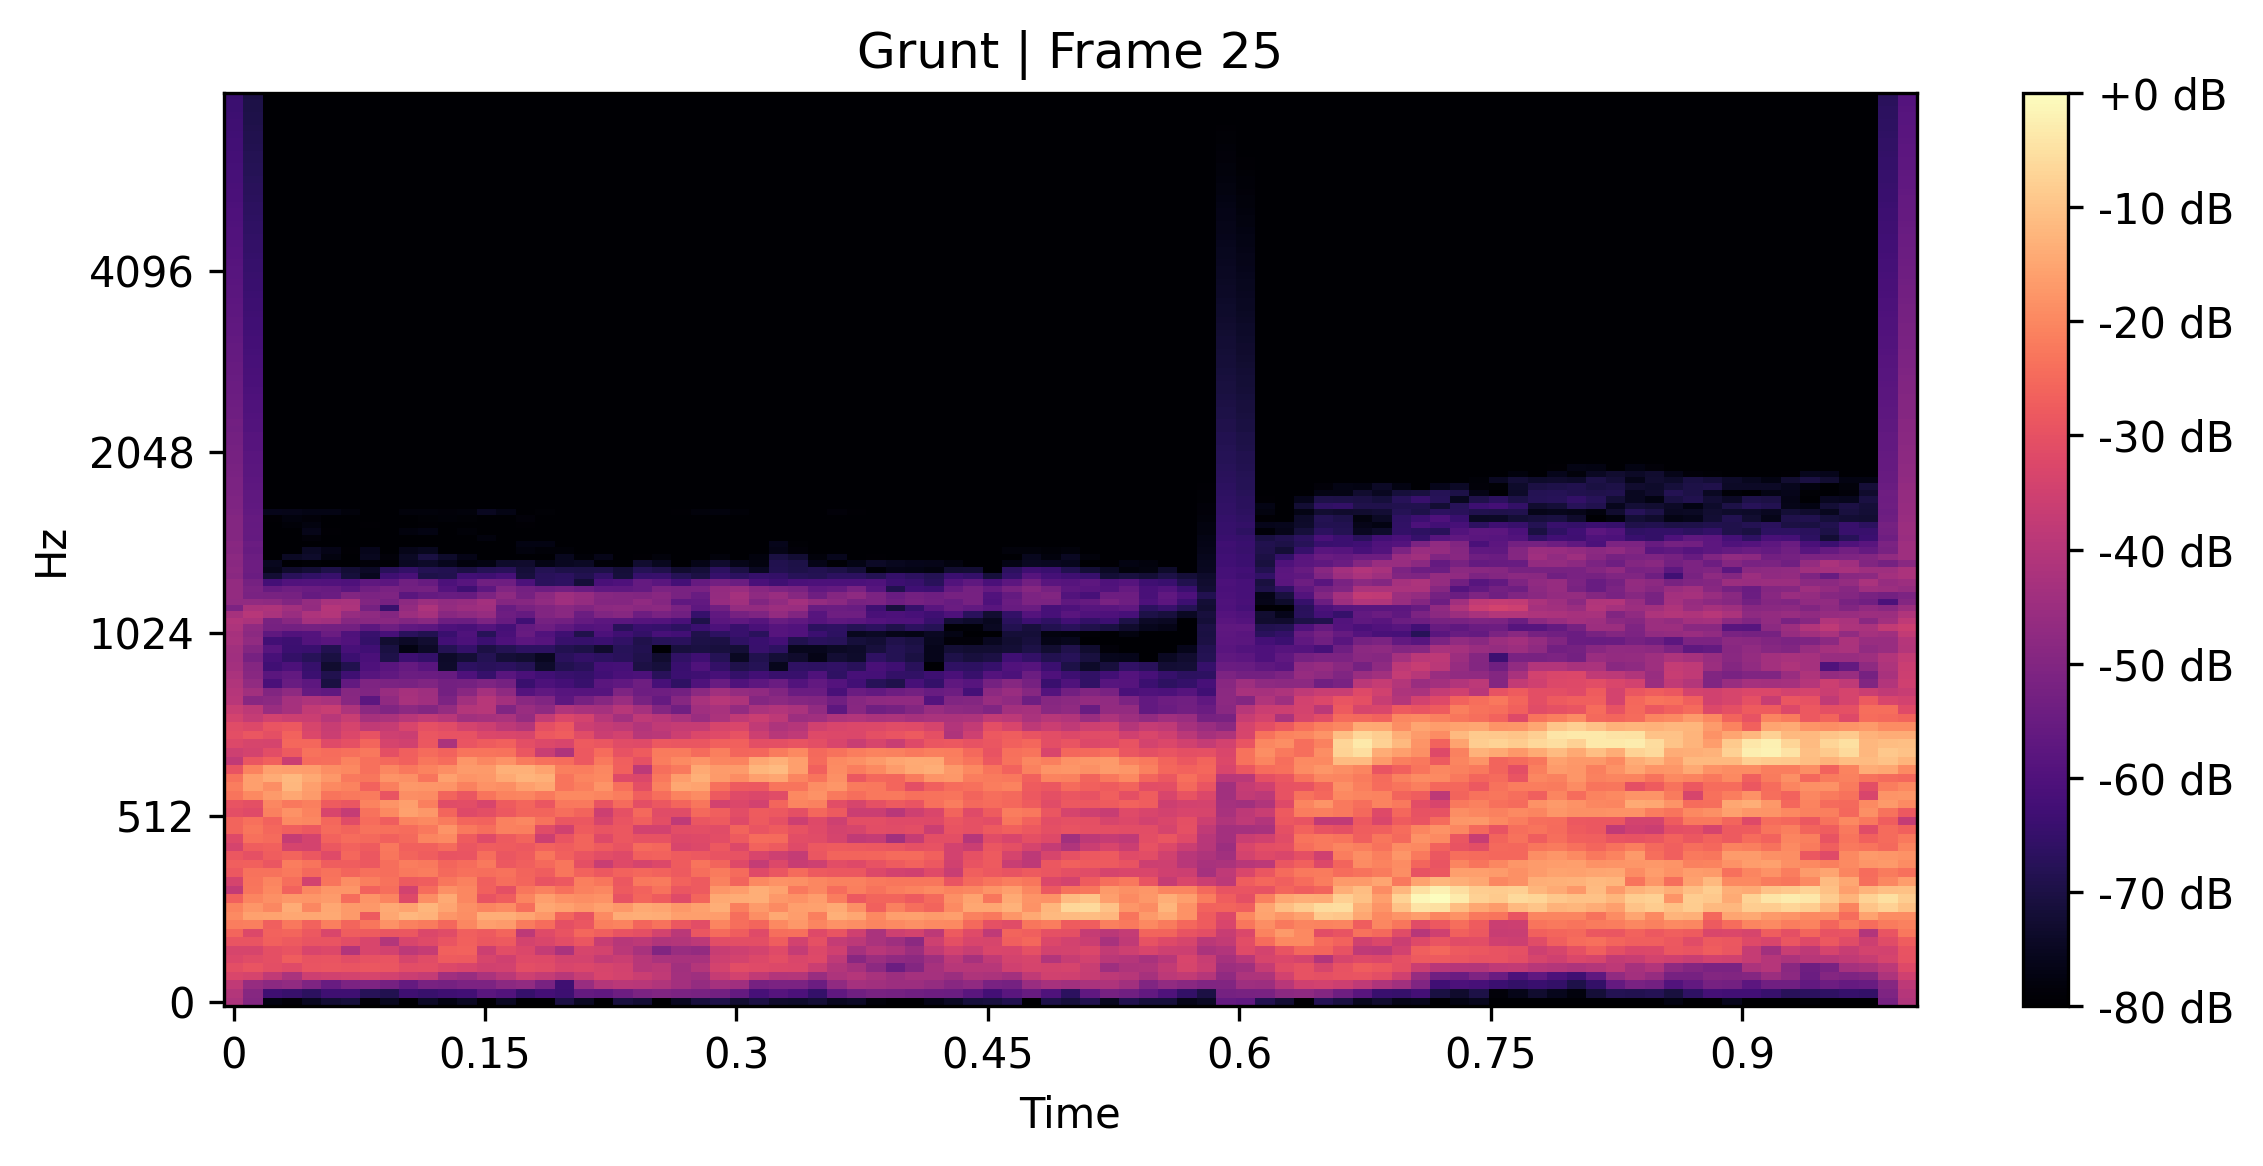 Grunt | Frame 25
+0 dB
-10 dB
-20 dB
-30 dB
-40 dB
-50 dB
-60 dB
-70 dB
-80 dB
Hz
4096
2048
1024
512
0
0 0.15 0.3 0.45 0.6 0.75 0.9
Time